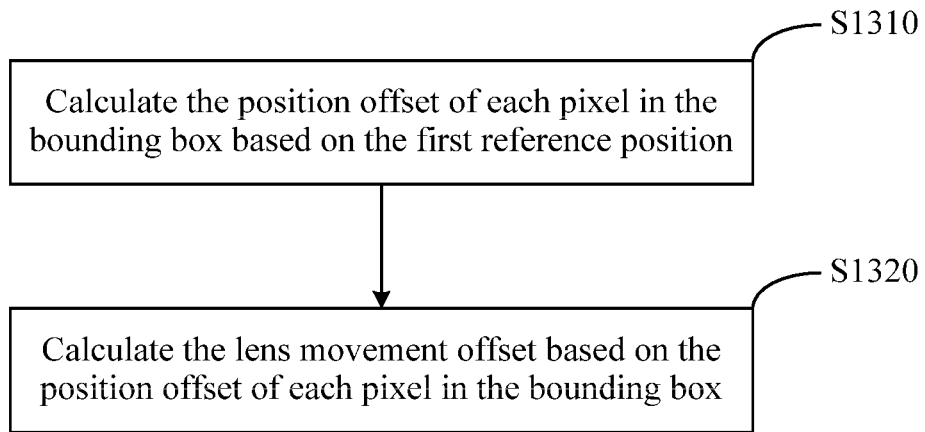 S1310
Calculate the position offset of each pixel in the
bounding box based on the first reference position
S1320
Calculate the lens movement offset based on the
position offset of each pixel in the bounding box